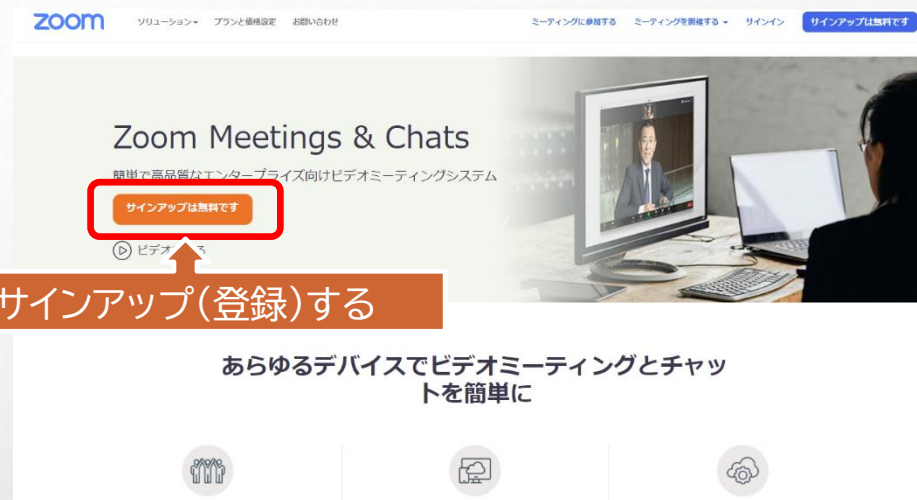 zoom ソリューション プランと価格設定 お問い合わせ ミーティングに参加する ミーティングを開催する サインイン サインアップは無料です
Zoom Meetings & Chats
簡単で高品質なエンタープライズ向けビデオミーティングシステム
サインアップは無料です
ビデオ
る
サインアップ(登録)する
あらゆるデバイスでビデオミーティングとチャッ
トを簡単に